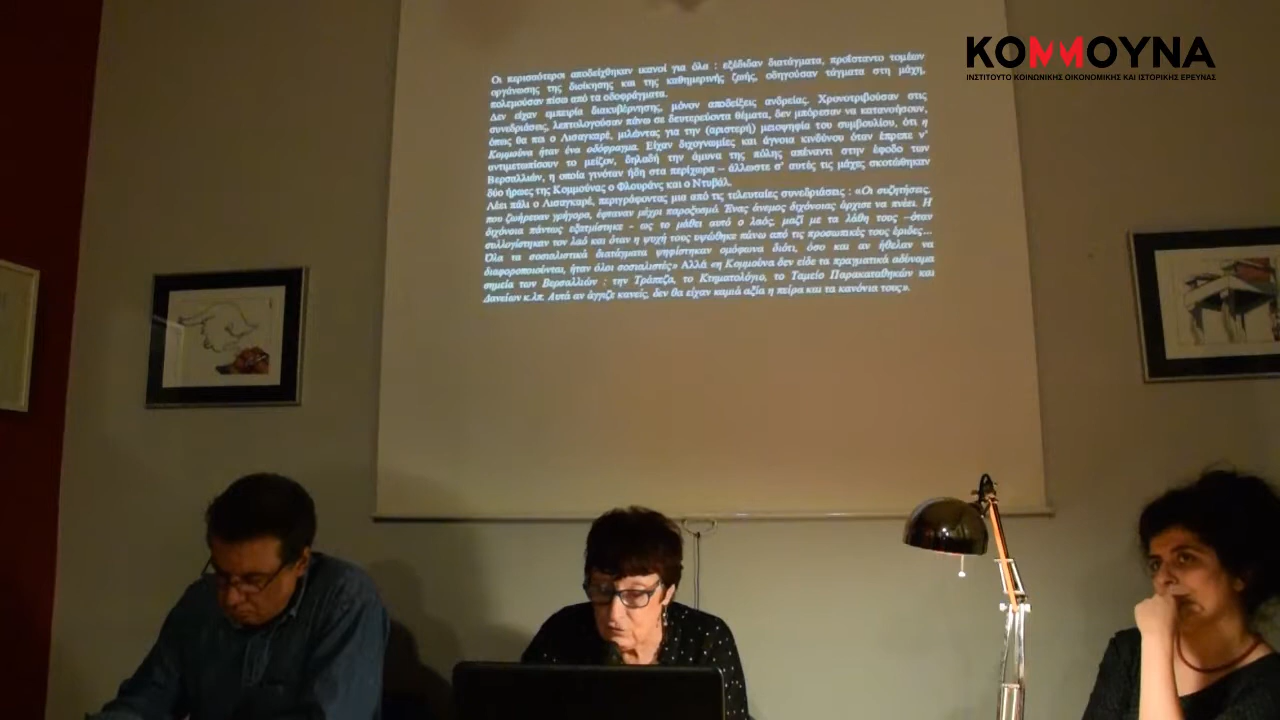 ΚΟΜΜΟΥΝΑ
ΙΝΣΤΙΤΟΥΤΟ ΚΟΙΝΩΝΙΚΗΣ ΟΙΚΟΝΟΜΙΚΗΣ ΚΑΙ ΙΣΤΟΡΙΚΗΣ ΕΡΕΥΝΑΣ
Οι περισσότεροι αποδείχθηκαν ικανοί για όλα : εξέδιδαν διατάγματα, προΐσταντο τομέων
οργάνωσης της διοίκησης και της καθημερινής ζωής, οδηγούσαν τάγματα στη μάχη,
πολεμούσαν πίσω από τα οδοφράγματα.
Δεν είχαν εμπειρία διακυβέρνησης, μόνον αποδείξεις ανδρείας. Χρονοτριβούσαν στις
συνεδριάσεις, λεπτολογούσαν πάνω σε δευτερεύοντα θέματα, δεν μπόρεσαν να κατανοήσουν,
όπως θα πει ο Λισαγκαρέ, μιλώντας για την (αριστερή) μειοψηφία του συμβουλίου, ότι η
Κομμούνα ήταν ένα οδόφραγμα. Είχαν διχογνωμίες και άγνοια κινδύνου όταν έπρεπε ν'
αντιμετωπίσουν το μείζον, δηλαδή την άμυνα της πόλης απέναντι στην έφοδο των
Βερσαλλιών, η οποία γινόταν ήδη στα περίχωρα – άλλωστε σ' αυτές τις μάχες σκοτώθηκαν
δύο ήρωες της Κομμούνας ο Φλουράνς και ο Ντυβάλ.
Λέει πάλι ο Λισαγκαρέ, περιγράφοντας μια από τις τελευταίες συνεδριάσεις : «Οι συζητήσεις,
που ζωήρεψαν γρήγορα, έφταναν μέχρι παροξυσμό. Ένας άνεμος διχόνοιας άρχισε να πνέει. Η
διχόνοια πάντως εξατμίστηκε - ας το μάθει αυτό ο λαός, μαζί με τα λάθη τους –όταν
συλλογίστηκαν τον λαό και όταν η ψυχή τους υψώθηκε πάνω από τις προσωπικές τους έριδες…
Όλα τα σοσιαλιστικά διατάγματα ψηφίστηκαν ομόφωνα διότι, όσο και αν ήθελαν να
διαφοροποιούνται, ήταν όλοι σοσιαλιστές» Αλλά «η Κομμούνα δεν είδε τα πραγματικά αδύναμα
σημεία των Βερσαλλιών : την Τράπεζα, το Κτηματολόγιο, το Ταμείο Παρακαταθηκών και
Δανείων κ.λπ. Αυτά αν άγγιζε κανείς, δεν θα είχαν καμιά αξία η πείρα και τα κανόνια τους».